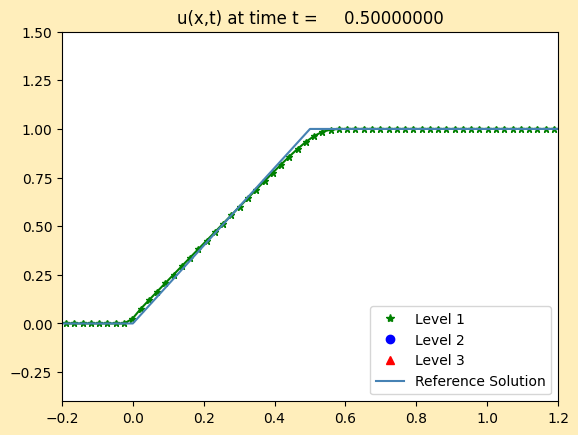 u(x,t) at time t =     0.50000000
1.50
1.25
1.00
0.75
0.50
0.25
0.00
−0.25
Level 1
Level 2
Level 3
Reference Solution
−0.2 0.0 0.2 0.4 0.6 0.8 1.0 1.2